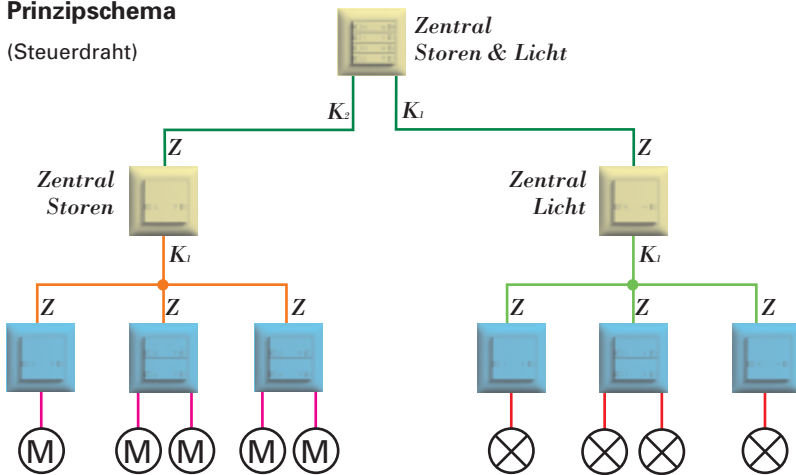 Prinzipschema
(Steuerdraht)
Zentral
Storen & Licht
K₂
K₁
Z
Z
Zentral
Storen
Zentral
Licht
K₁
K₁
Z
Z
Z
Z
Z
Z
M
M
M
M
M